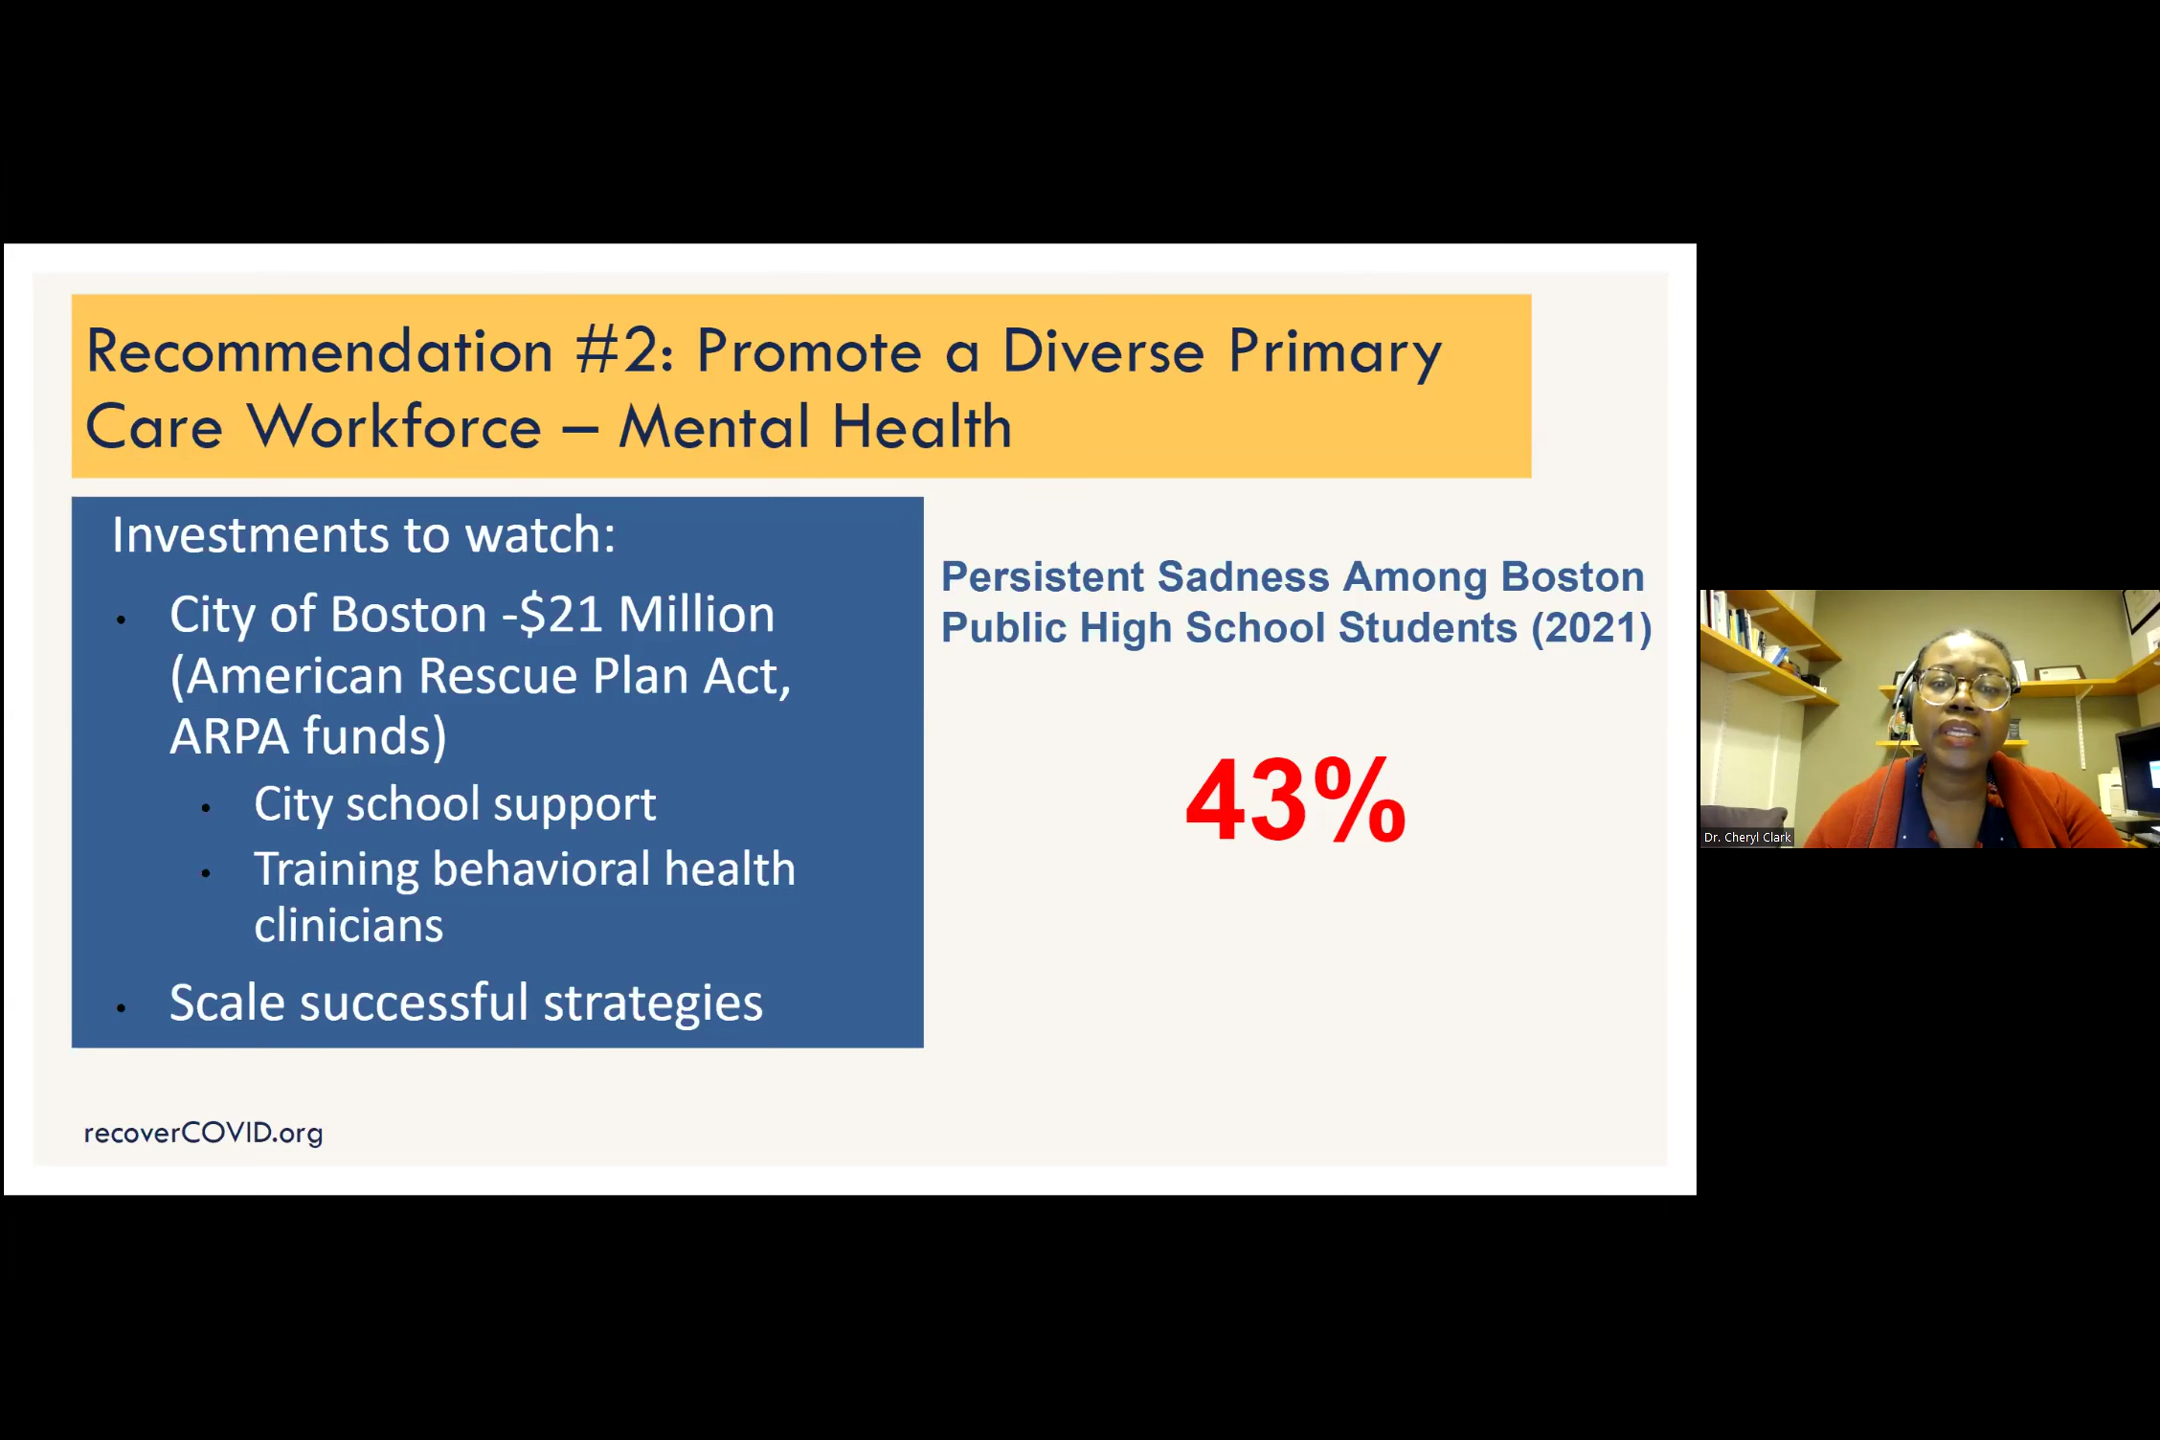 Recommendation #2: Promote a Diverse Primary
Care Workforce – Mental Health
Investments to watch:
• City of Boston -$21 Million
(American Rescue Plan Act,
ARPA funds)
• City school support
• Training behavioral health
clinicians
• Scale successful strategies
Persistent Sadness Among Boston
Public High School Students (2021)
43%
recoverCOVID.org
Dr. Cheryl Clark